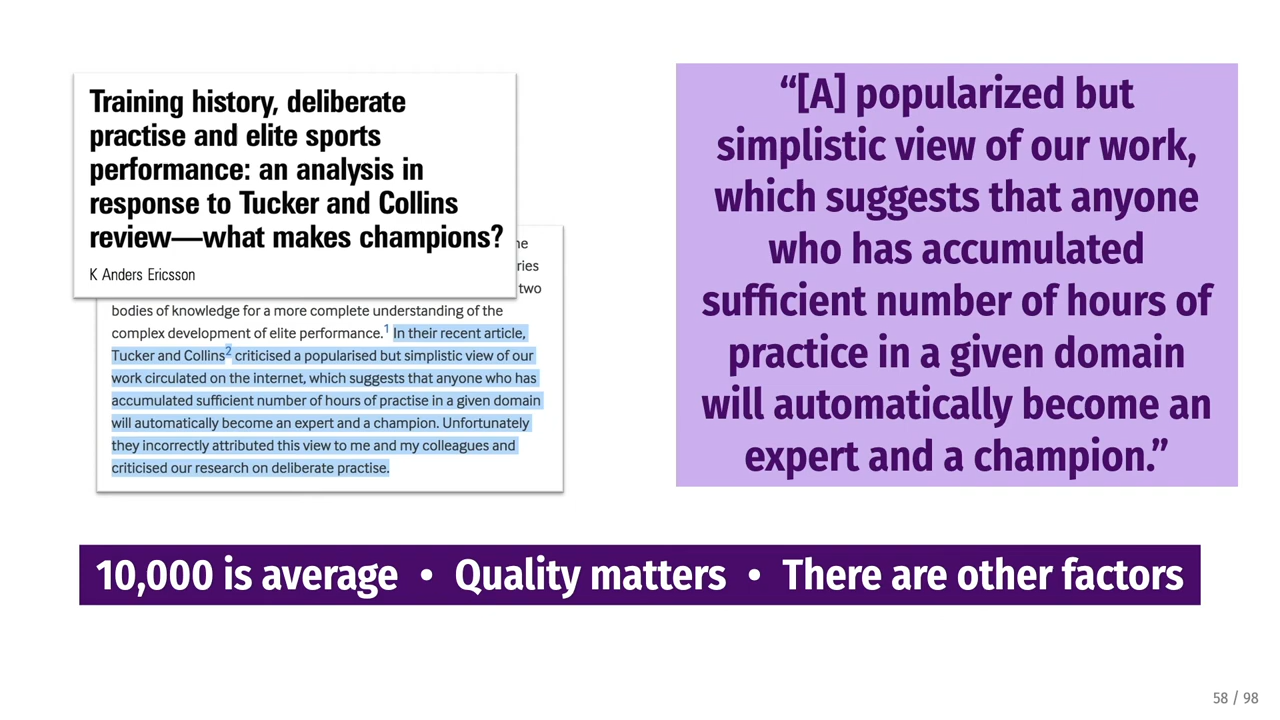 Training history, deliberate
practise and elite sports
performance: an analysis in
response to Tucker and Collins
review—what makes champions?
K Anders Ericsson
two
bodies of knowledge for a more complete understanding of the
complex development of elite performance.1 In their recent article,
Tucker and Collins2 criticised a popularised but simplistic view of our
work circulated on the internet, which suggests that anyone who has
accumulated sufficient number of hours of practise in a given domain
will automatically become an expert and a champion. Unfortunately
they incorrectly attributed this view to me and my colleagues and
criticised our research on deliberate practise.
“[A] popularized but
simplistic view of our work,
which suggests that anyone
who has accumulated
sufficient number of hours of
practice in a given domain
will automatically become an
expert and a champion.”
10,000 is average • Quality matters • There are other factors
58 / 98